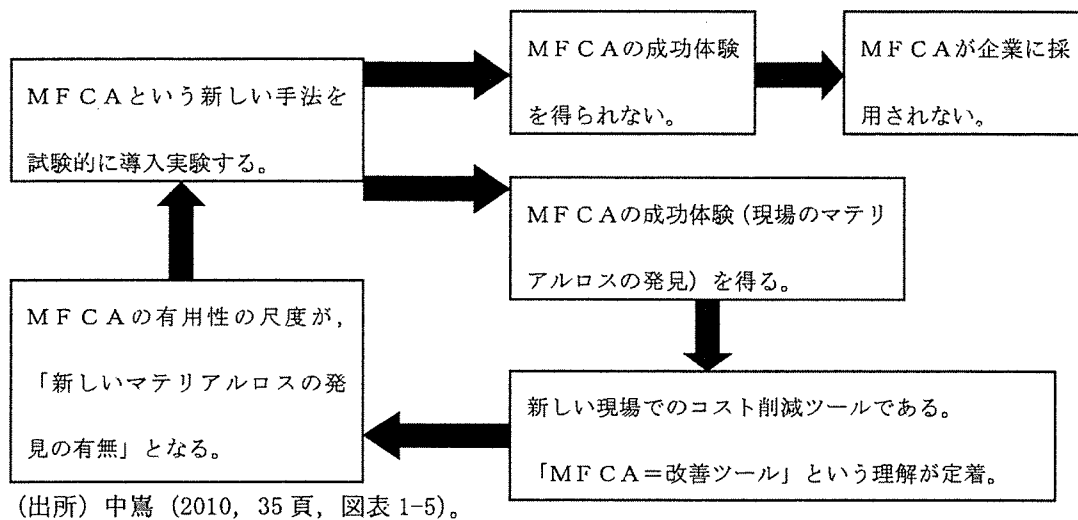 MFCAという新しい手法を
試験的に導入実験する。
MFCAの成功体験
を得られない。
MFCAが企業に採
用されない。
MFCAの成功体験(現場のマテリ
アルロスの発見)を得る。
新しい現場でのコスト削減ツールである。
「MFCA=改善ツール」という理解が定着。
MFCAの有用性の尺度が,
「新しいマテリアルロスの発
見の有無」となる。
(出所) 中嶌 (2010, 35 頁, 図表 1-5)。